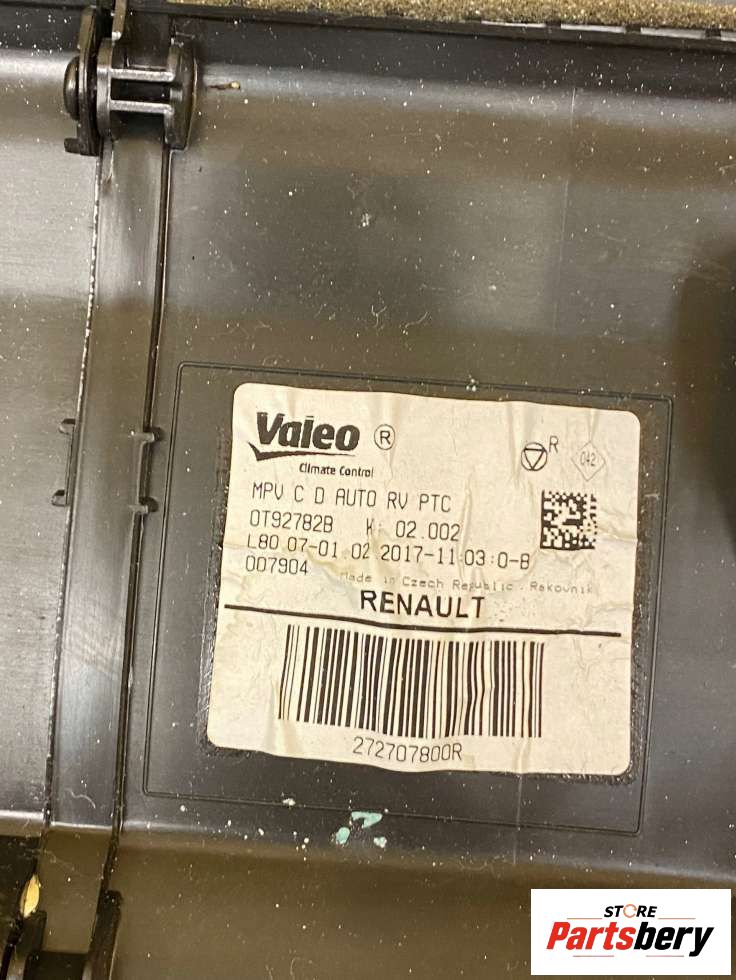 Valeo ®
Climate Control
R
042
MPV C D AUTO RV PTC
0T92782B K: 02.002
L80 07-01.02.2017-11:03:0-B
007904 Made in Czech Republic - Rakovnik
RENAULT
272707800R
STORE
Partsbery